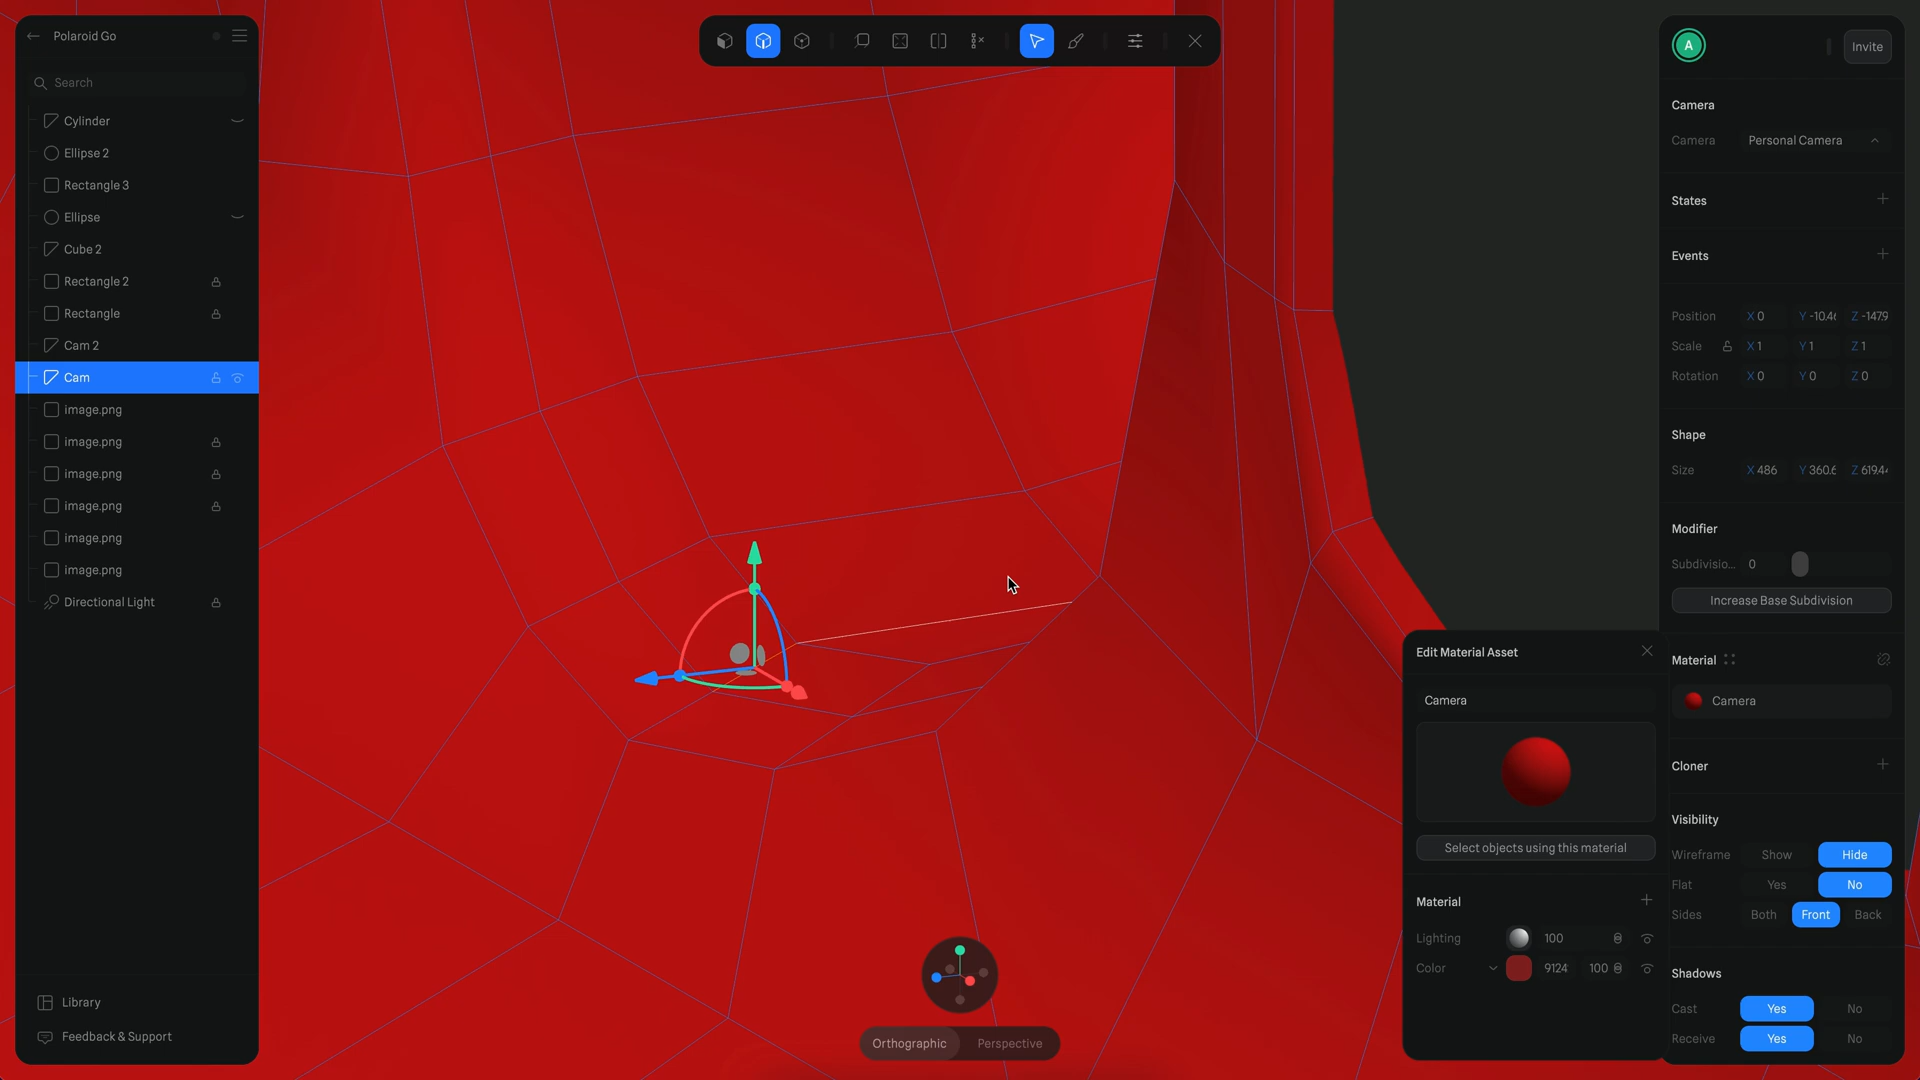 Polaroid Go
Search
Cylinder
Ellipse 2
Rectangle 3
Ellipse
Cube 2
Rectangle 2
Rectangle
Cam 2
Cam
image.png
image.png
image.png
image.png
image.png
image.png
Directional Light
Library
Feedback & Support
Orthographic Perspective
A Invite
Camera
Camera Personal Camera
States
Events
Position X 0 Y -10.4 Z -147.9
Scale X 1 Y 1 Z 1
Rotation X 0 Y 0 Z 0
Shape
Size X 486 Y 360.6 Z 619.4
Modifier
Subdivisio... 0
Increase Base Subdivision
Material
Camera
Cloner
Visibility
Wireframe Show Hide
Flat Yes No
Sides Both Front Back
Shadows
Cast Yes No
Receive Yes No
Edit Material Asset
Camera
Select objects using this material
Material
Lighting 100
Color 9124 100